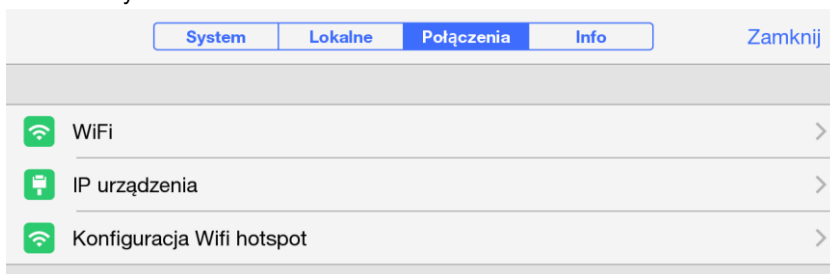 System Lokalne Połączenia Info Zamknij
WiFi
IP urządzenia
Konfiguracja Wifi hotspot